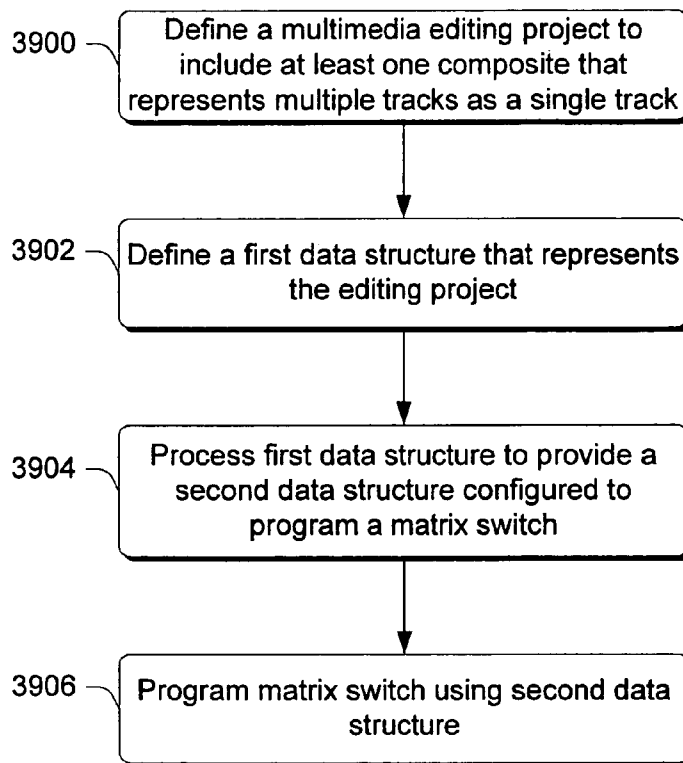 3900
Define a multimedia editing project to
include at least one composite that
represents multiple tracks as a single track
3902
Define a first data structure that represents
the editing project
3904
Process first data structure to provide a
second data structure configured to
program a matrix switch
3906
Program matrix switch using second data
structure